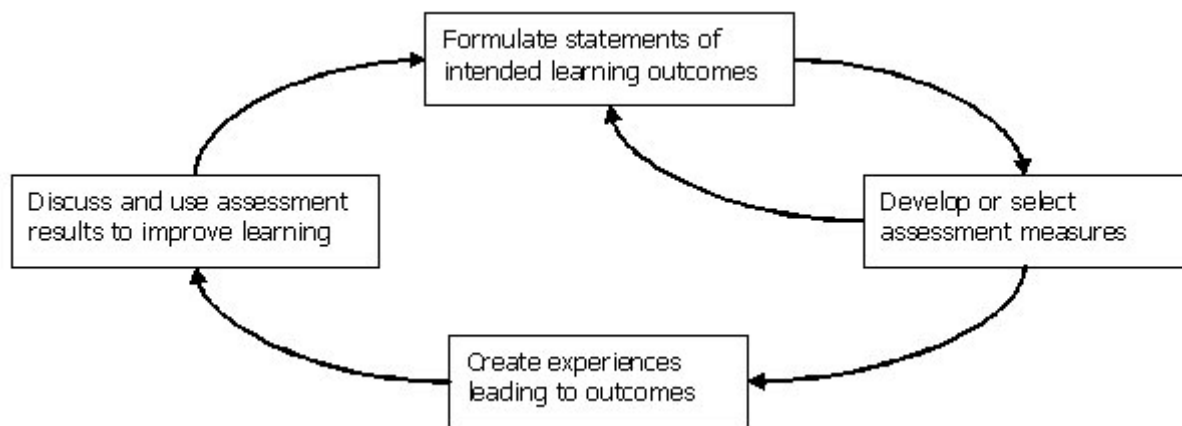 Formulate statements of
intended learning outcomes
Discuss and use assessment
results to improve learning
Develop or select
assessment measures
Create experiences
leading to outcomes